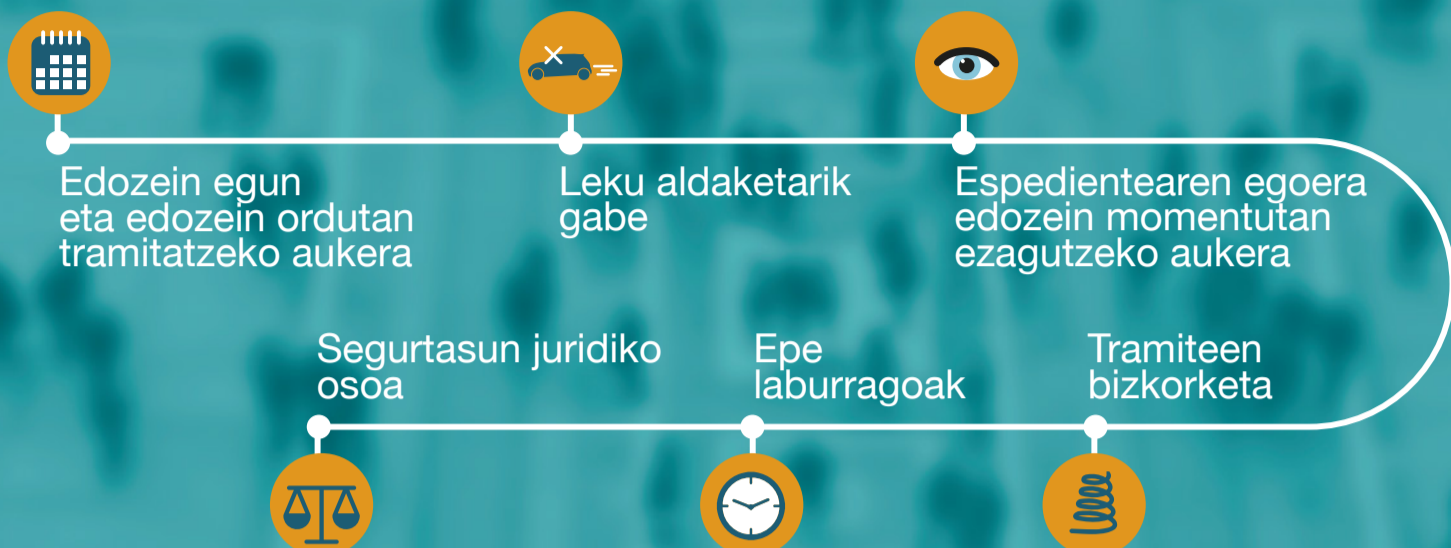 Edozein egun
eta edozein ordutan
tramitatzeko aukera
Leku aldaketarik
gabe
Espedientearen egoera
edozein momentutan
ezagutzeko aukera
Tramiteen
bizkorketa
Epe
laburragoak
Segurtasun juridiko
osoa